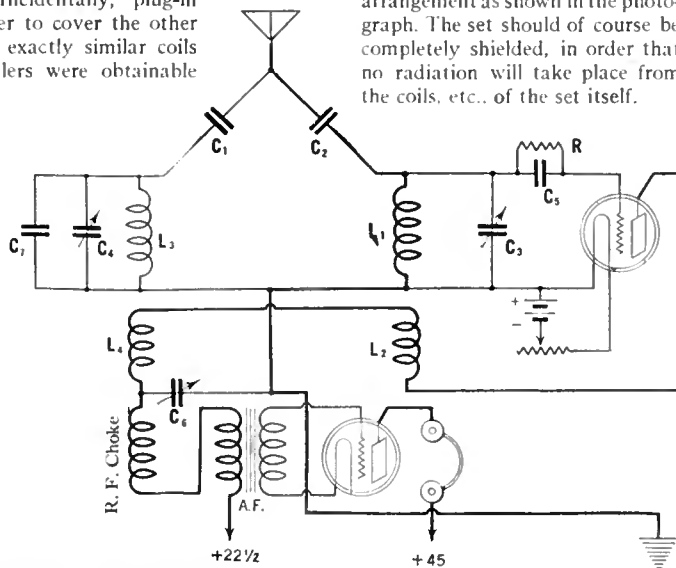 Incidentally, plug-in
er to cover the other
exactly similar coils
lers were obtainable
arrangement as shown in the photo-
graph. The set should of course be
completely shielded, in order that
no radiation will take place from
the coils, etc.. of the set itself.
C₁
C₂
R
C₅
C₇
C₄
L₃
L₁
C₃
+
−
L₄
L₂
C₆
R. F. Choke
A.F.
+22½
+45